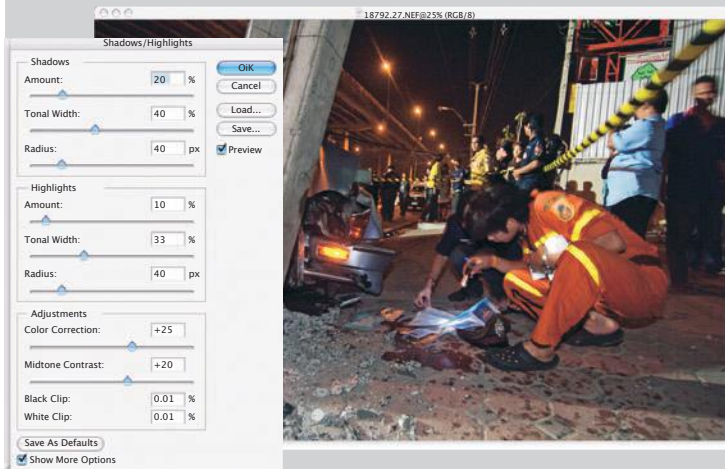 18792.27.NEF@25% (RGB/8)
Shadows/Highlights
Shadows
Amount: 20 %
Tonal Width: 40 %
Radius: 40 px
Highlights
Amount: 10 %
Tonal Width: 33 %
Radius: 40 px
Adjustments
Color Correction: +25
Midtone Contrast: +20
Black Clip: 0.01 %
White Clip: 0.01 %
Save As Defaults
Show More Options
OiK
Cancel
Load...
Save...
Preview